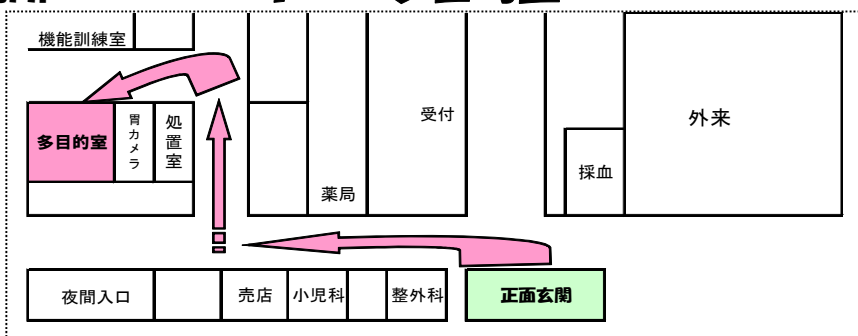 機能訓練室
多目的室
胃カメラ
処置室
薬局
受付
採血
外来
夜間入口
売店
小児科
整外科
正面玄関